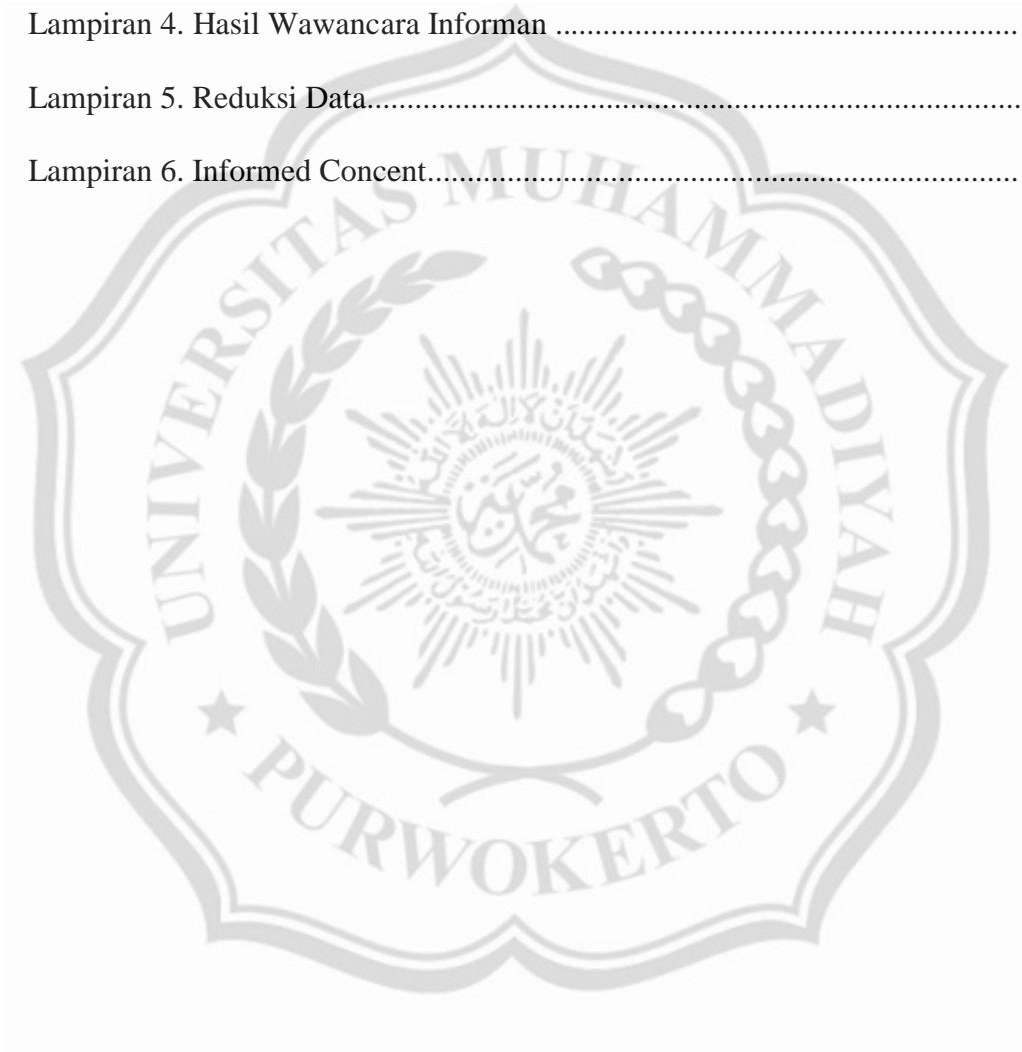 Lampiran 4. Hasil Wawancara Informan ..........................................................
Lampiran 5. Reduksi Data.................................................................................
Lampiran 6. Informed Concent..........................................................................
UNIVERSITAS MUHAMMADIYAH
PURWOKERTO